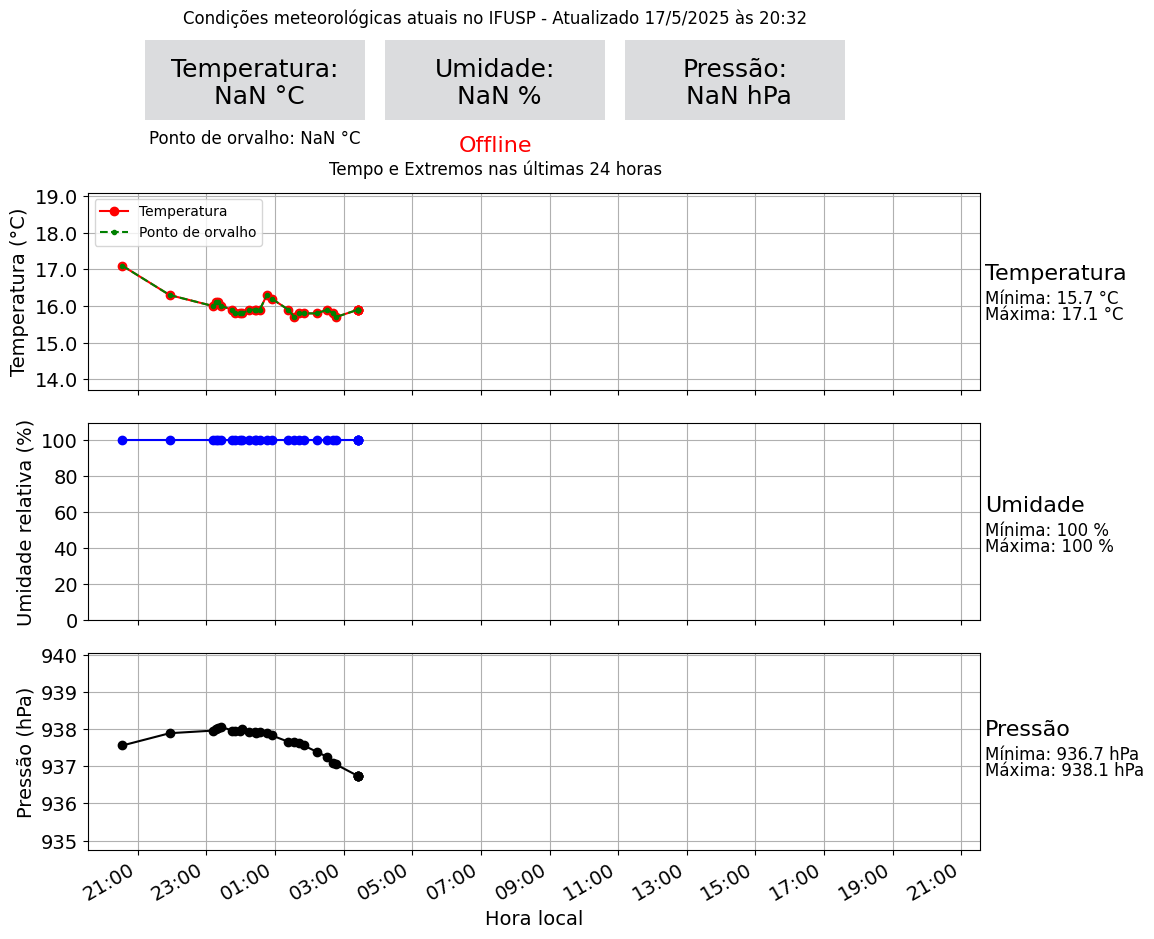 Condições meteorológicas atuais no IFUSP - Atualizado 17/5/2025 às 20:32
Temperatura:
NaN °C
Umidade:
NaN %
Pressão:
NaN hPa
Ponto de orvalho: NaN °C
Offline
Tempo e Extremos nas últimas 24 horas
Temperatura (°C)
19.0
18.0
17.0
16.0
15.0
14.0
Temperatura
Ponto de orvalho
Temperatura
Mínima: 15.7 °C
Máxima: 17.1 °C
Umidade relativa (%)
100
80
60
40
20
0
Umidade
Mínima: 100 %
Máxima: 100 %
Pressão (hPa)
940
939
938
937
936
935
Pressão
Mínima: 936.7 hPa
Máxima: 938.1 hPa
21:00 23:00 01:00 03:00 05:00 07:00 09:00 11:00 13:00 15:00 17:00 19:00 21:00
Hora local